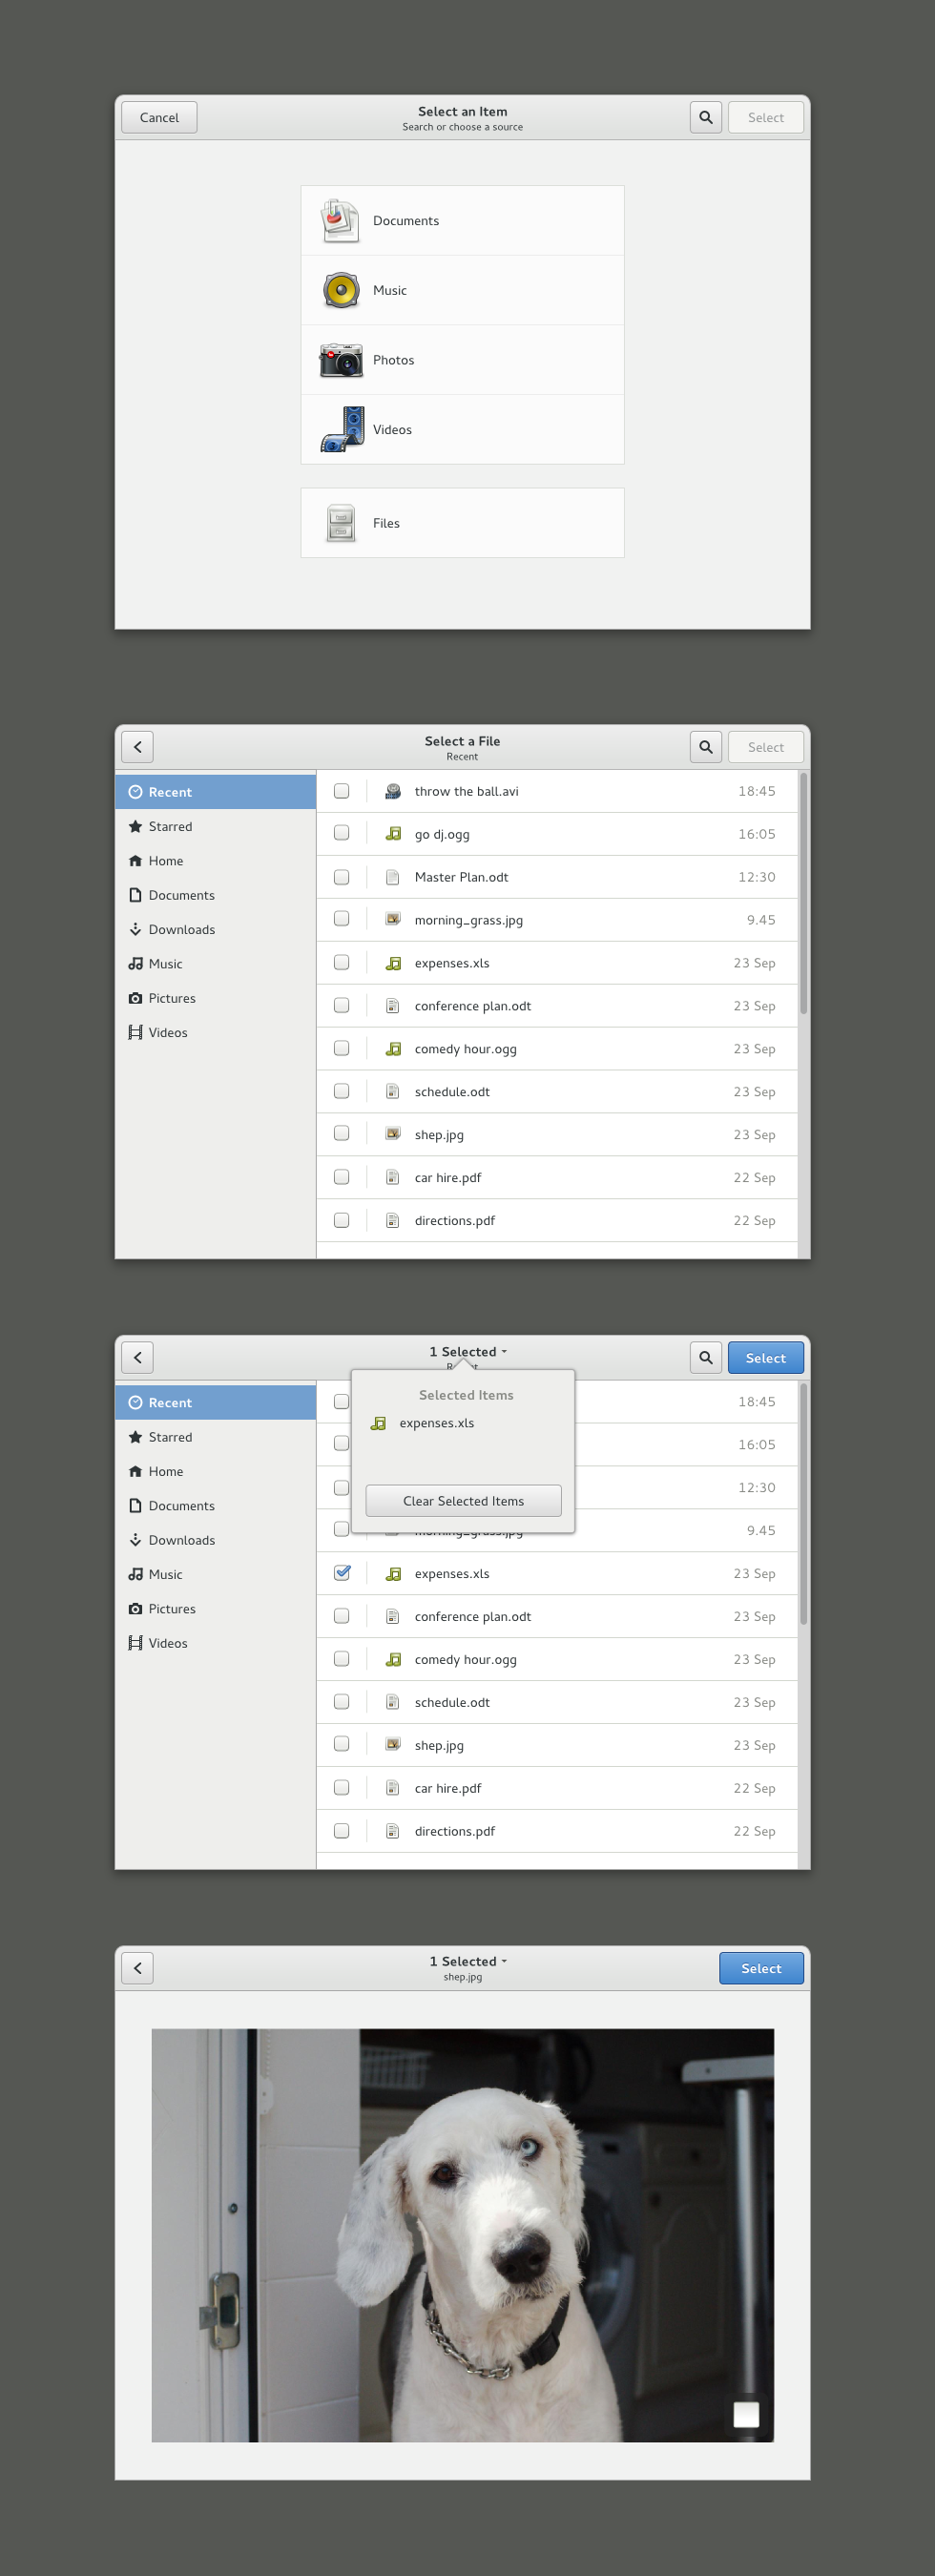 Cancel
Select an Item
Search or choose a source
Select
Documents
Music
Photos
Videos
Files
Select a File
Recent
Select
Recent
Starred
Home
Documents
Downloads
Music
Pictures
Videos
throw the ball.avi 18:45
go dj.ogg 16:05
Master Plan.odt 12:30
morning_grass.jpg 9.45
expenses.xls 23 Sep
conference plan.odt 23 Sep
comedy hour.ogg 23 Sep
schedule.odt 23 Sep
shep.jpg 23 Sep
car hire.pdf 22 Sep
directions.pdf 22 Sep
1 Selected
Select
Recent
Starred
Home
Documents
Downloads
Music
Pictures
Videos
Selected Items
expenses.xls
Clear Selected Items
18:45
16:05
12:30
morning_grass.jpg 9.45
expenses.xls 23 Sep
conference plan.odt 23 Sep
comedy hour.ogg 23 Sep
schedule.odt 23 Sep
shep.jpg 23 Sep
car hire.pdf 22 Sep
directions.pdf 22 Sep
1 Selected
shep.jpg
Select